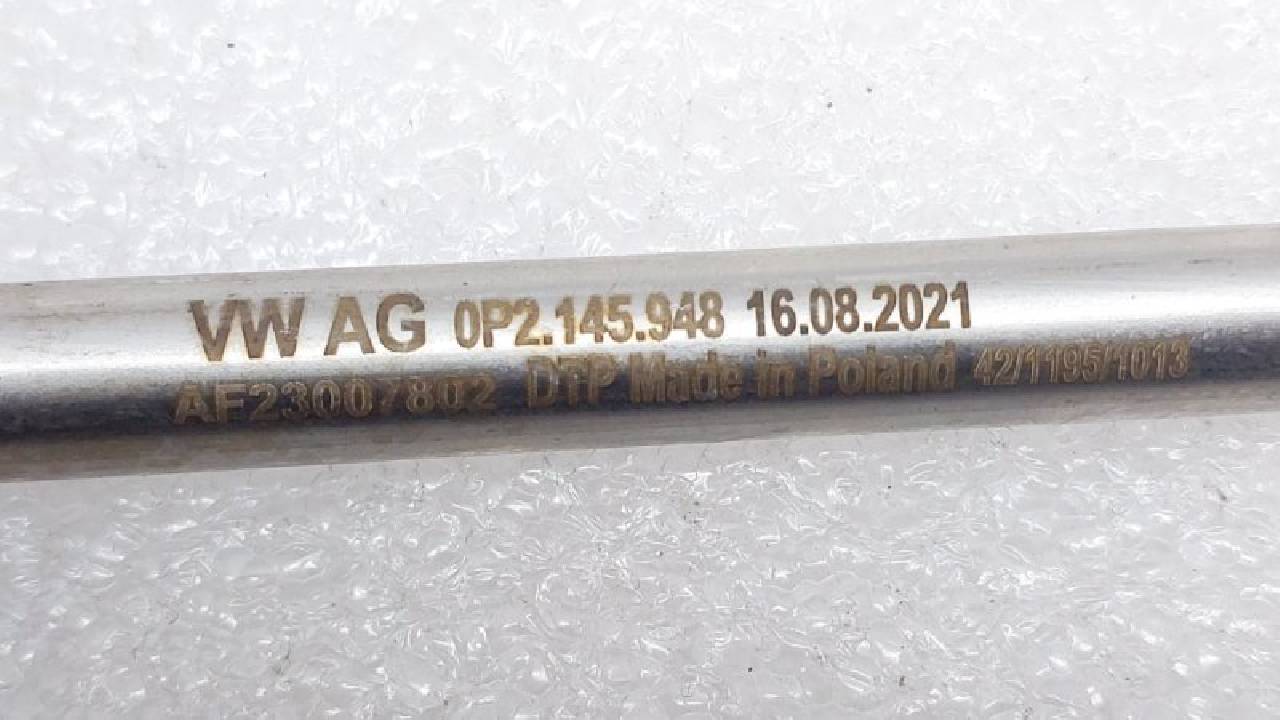 VW AG 0P2.145.948 16.08.2021
AF23007802 DTP Made in Poland 42/1195/1013